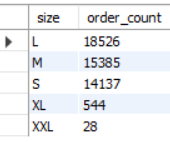 size order_count
L 18526
M 15385
S 14137
XL 544
XXL 28